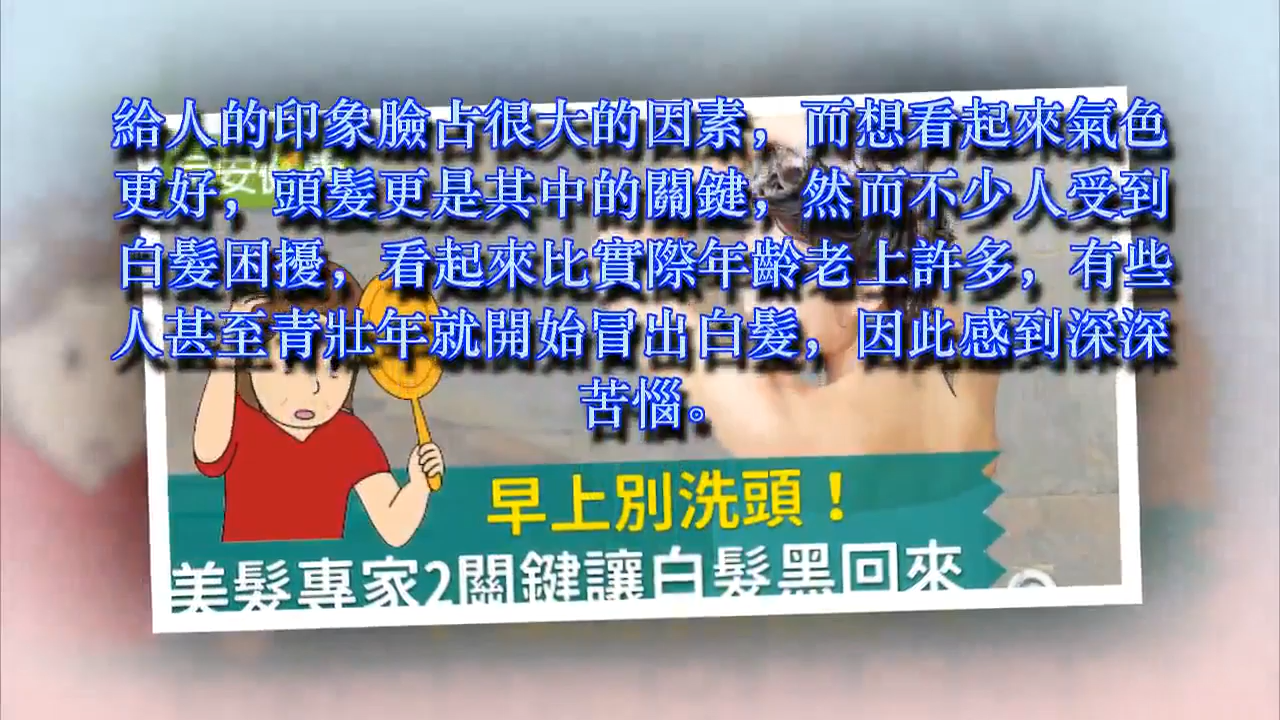 給人的印象臉占很大的因素，而想看起來氣色
更好，頭髮更是其中的關鍵，然而不少人受到
白髮困擾，看起來比實際年齡老上許多，有些
人甚至青壯年就開始冒出白髮，因此感到深深
苦惱。
早上別洗頭！
美髮專家2關鍵讓白髮黑回來